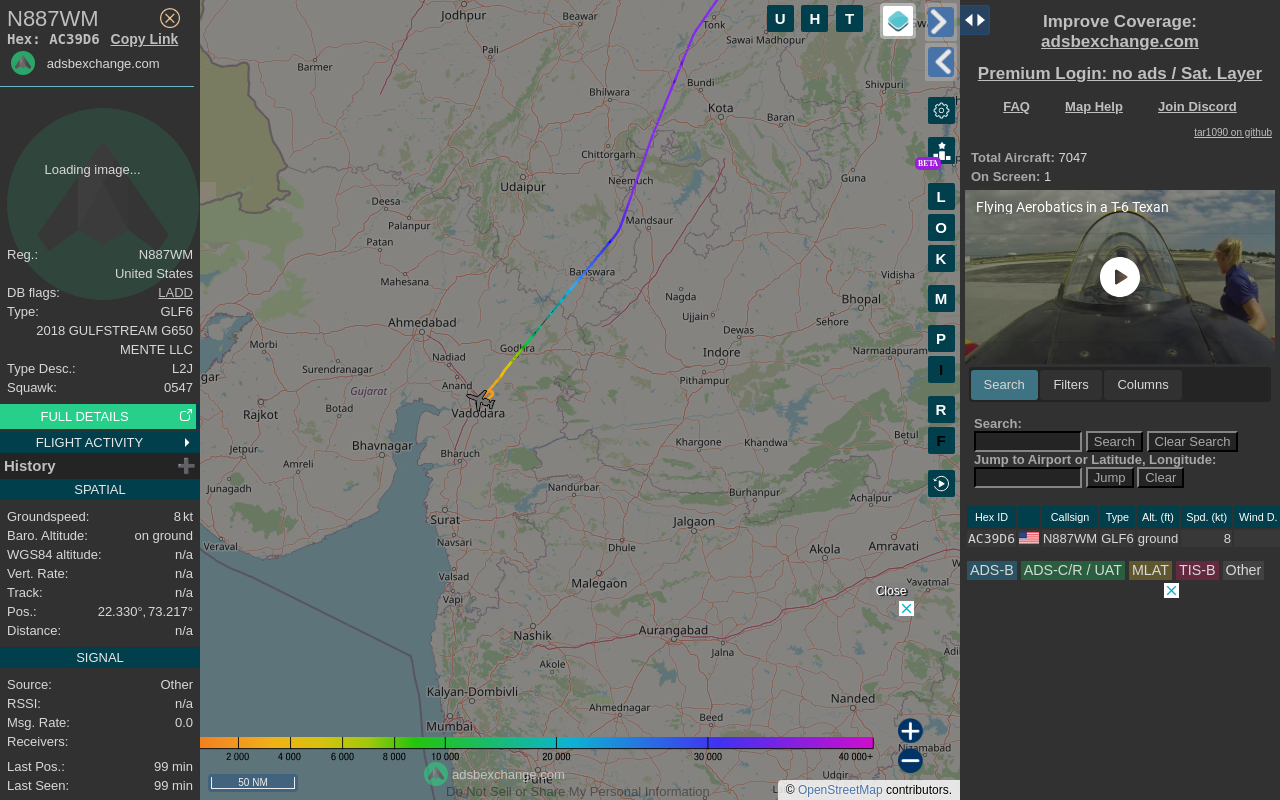 N887WM
Hex: AC39D6 Copy Link
adsbexchange.com
Loading image...
Reg.: N887WM
United States
DB flags: LADD
Type: GLF6
2018 GULFSTREAM G650
MENTE LLC
Type Desc.: L2J
Squawk: 0547
FULL DETAILS
FLIGHT ACTIVITY
History
SPATIAL
Groundspeed: 8 kt
Baro. Altitude: on ground
WGS84 altitude: n/a
Vert. Rate: n/a
Track: n/a
Pos.: 22.330°, 73.217°
Distance: n/a
SIGNAL
Source: Other
RSSI: n/a
Msg. Rate: 0.0
Receivers:
Last Pos.: 99 min
Last Seen: 99 min
Jodhpur
Beawar
Tonk
Sawai Madhopur
Pali
Barmer
Bundi
Shivpuri
Bhilwara
Kota
Baran
Chittorgarh
Neemuch
Guna
Udaipur
Deesa
Palanpur
Mandsaur
Patan
Banswara
Vidisha
Mahesana
Nagda
Bhopal
Ujjain
Sehore
Ahmedabad
Dewas
Morbi
Godhra
Indore
Narmadapuram
Nadiad
Surendranagar
gar
Anand
Pithampur
Gujarat
Rajkot
Botad
Vadodara
Betul
Jetpur
Bhavnagar
Khargone
Khandwa
Bharuch
Amreli
Junagadh
Nandurbar
Burhanpur
Achalpur
Surat
Jalgaon
Veraval
Navsari
Dhule
Akola
Amravati
Valsad
Malegaon
Yavatmal
Vapi
Close
Nashik
Aurangabad
Jalna
Adil
Akole
Kalyan-Dombivli
Nanded
Ahmednagar
Beed
Mumbai
Nizamabad
2 000 4 000 6 000 8 000 10 000 20 000 30 000 40 000+
Udgir
adsbexchange.com
50 NM
Pune
Do Not Sell or Share My Personal Information
© OpenStreetMap contributors.
U H T
BETA
L
O
K
M
P
I
R
F
Improve Coverage:
adsbexchange.com
Premium Login: no ads / Sat. Layer
FAQ Map Help Join Discord
tar1090 on github
Total Aircraft: 7047
On Screen: 1
Flying Aerobatics in a T-6 Texan
Search Filters Columns
Search:
Search Clear Search
Jump to Airport or Latitude, Longitude:
Jump Clear
Hex ID Callsign Type Alt. (ft) Spd. (kt) Wind D.
AC39D6 N887WM GLF6 ground 8
ADS-B ADS-C/R / UAT MLAT TIS-B Other